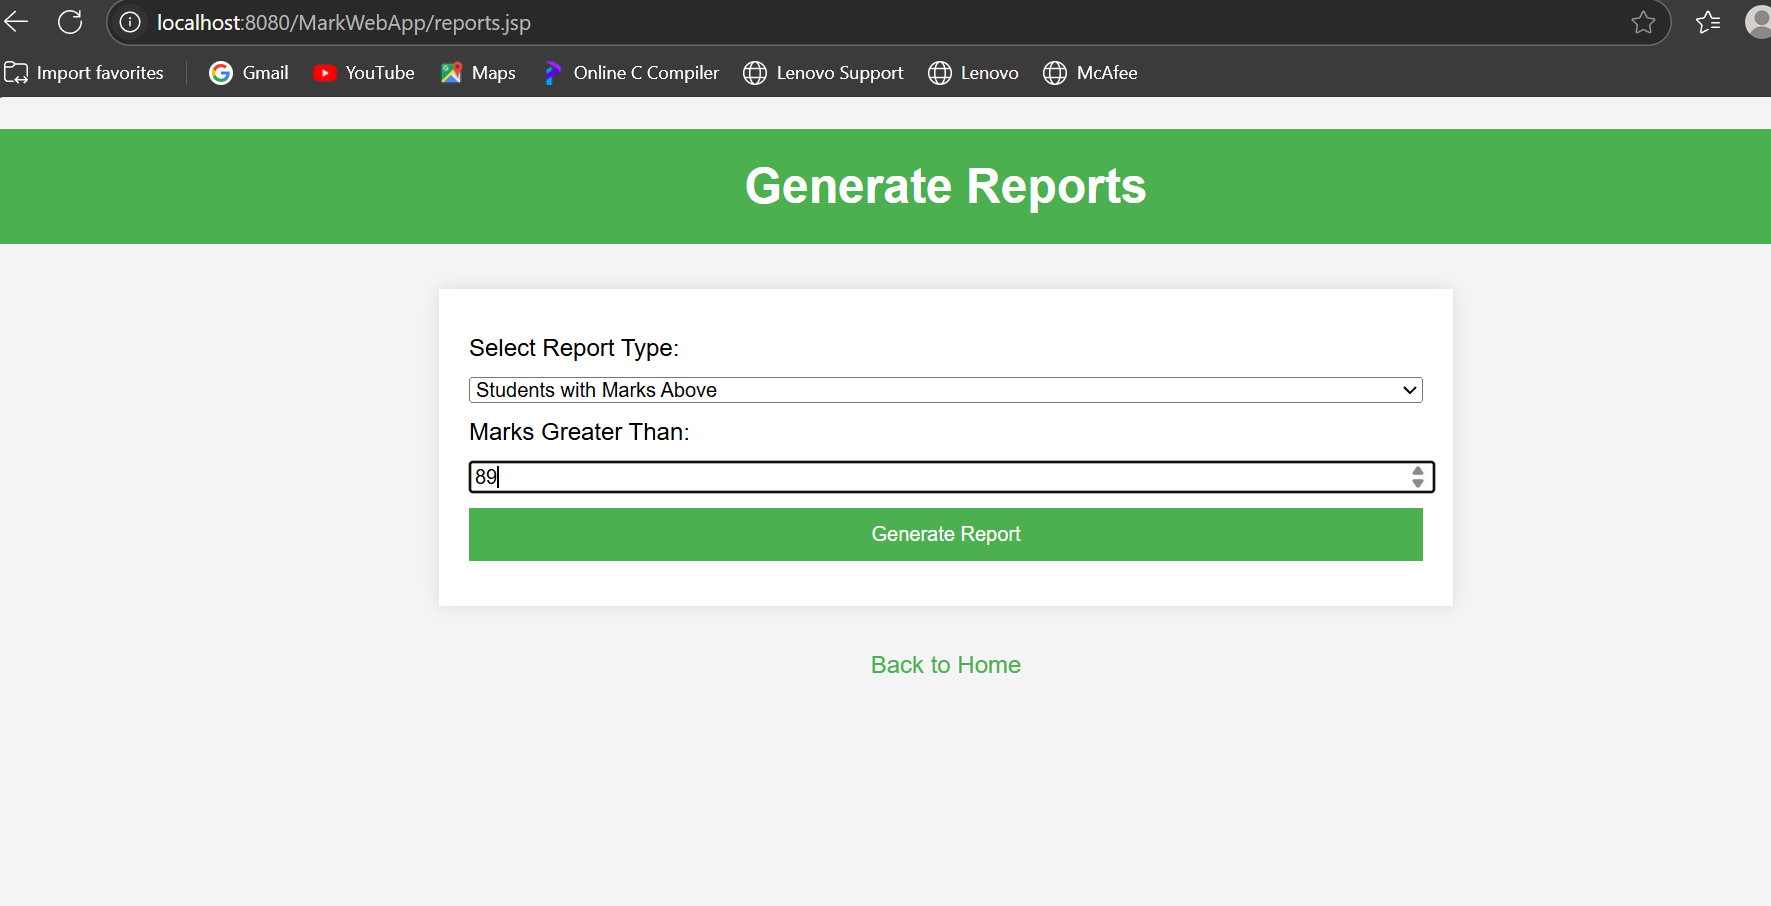 localhost:8080/MarkWebApp/reports.jsp
Import favorites Gmail YouTube Maps Online C Compiler Lenovo Support Lenovo McAfee
Generate Reports
Select Report Type:
Students with Marks Above
Marks Greater Than:
89
Generate Report
Back to Home